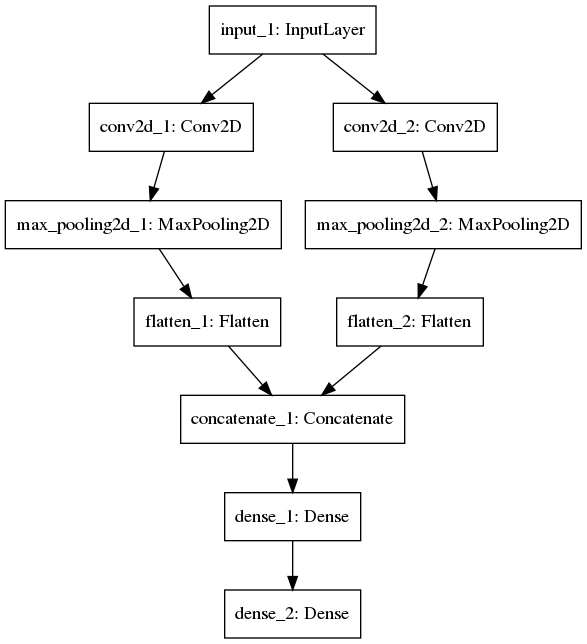 input_1: InputLayer
conv2d_1: Conv2D
conv2d_2: Conv2D
max_pooling2d_1: MaxPooling2D
max_pooling2d_2: MaxPooling2D
flatten_1: Flatten
flatten_2: Flatten
concatenate_1: Concatenate
dense_1: Dense
dense_2: Dense